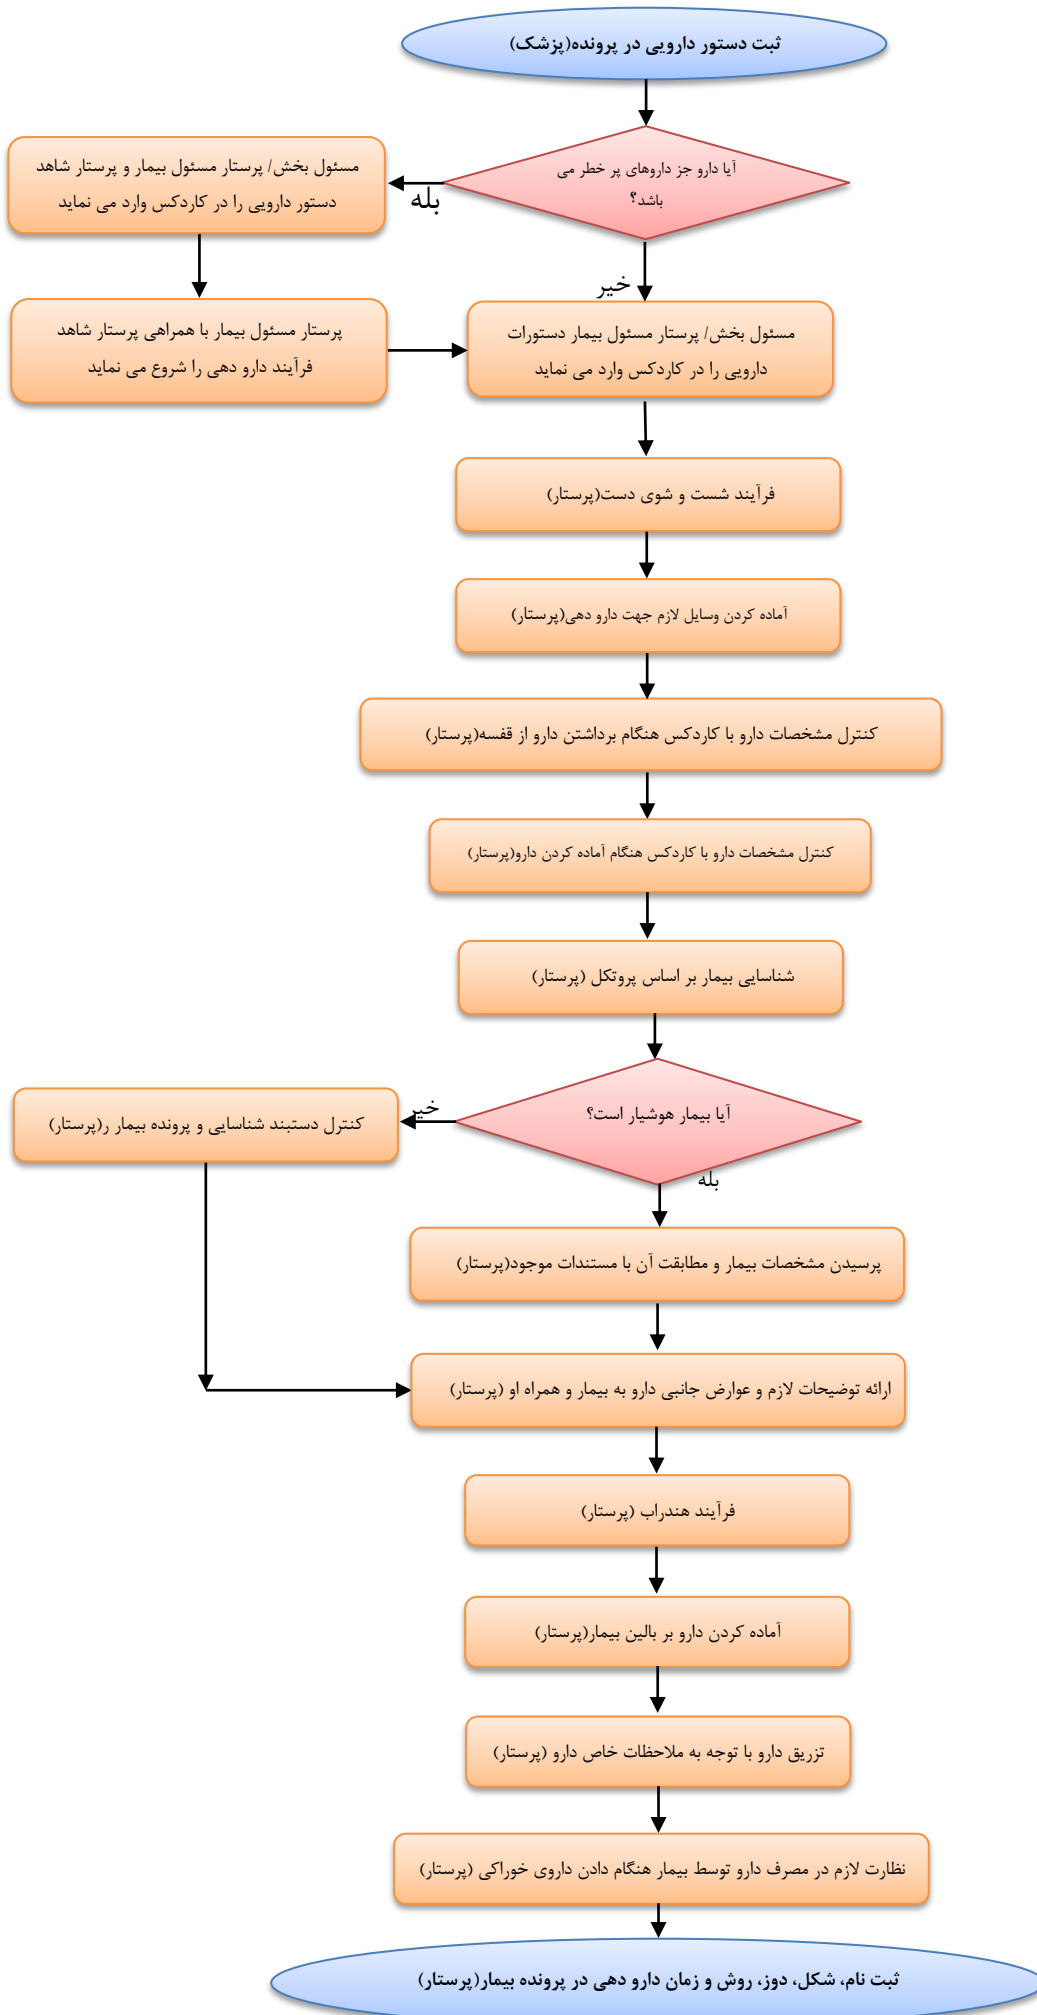 ثبت دستور دارویی در پرونده(پزشک)
آیا دارو جز داروهای پر خطر می
باشد؟
بله
مسئول بخش/ پرستار مسئول بیمار و پرستار شاهد
دستور دارویی را در کاردکس وارد می نماید
پرستار مسئول بیمار با همراهی پرستار شاهد
فرآیند دارو دهی را شروع می نماید
خیر
مسئول بخش/ پرستار مسئول بیمار دستورات
دارویی را در کاردکس وارد می نماید
فرآیند شست و شوی دست(پرستار)
آماده کردن وسایل لازم جهت دارو دهی(پرستار)
کنترل مشخصات دارو با کاردکس هنگام برداشتن دارو از قفسه(پرستار)
کنترل مشخصات دارو با کاردکس هنگام آماده کردن دارو(پرستار)
شناسایی بیمار بر اساس پروتکل (پرستار)
آیا بیمار هوشیار است؟
خیر
کنترل دستبند شناسایی و پرونده بیمار ر(پرستار)
بله
پرسیدن مشخصات بیمار و مطابقت آن با مستندات موجود(پرستار)
ارائه توضیحات لازم و عوارض جانبی دارو به بیمار و همراه او (پرستار)
فرآیند هندراب (پرستار)
آماده کردن دارو بر بالین بیمار(پرستار)
تزریق دارو با توجه به ملاحظات خاص دارو (پرستار)
نظارت لازم در مصرف دارو توسط بیمار هنگام دادن داروی خوراکی (پرستار)
ثبت نام، شکل، دوز، روش و زمان دارو دهی در پرونده بیمار(پرستار)